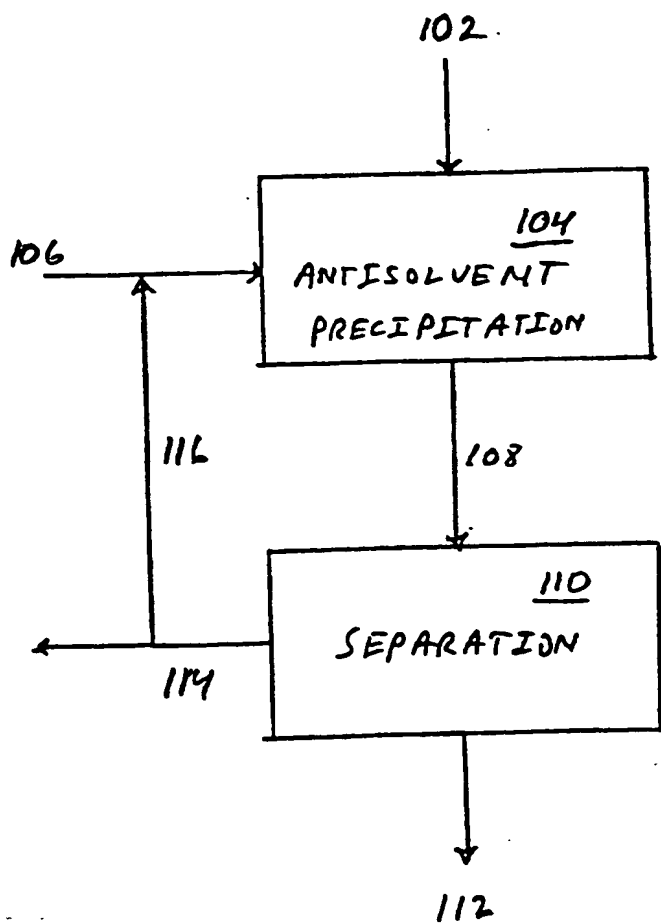 102
104
106
ANTISOLVENT
PRECIPITATION
116
108
110
SEPARATION
114
112